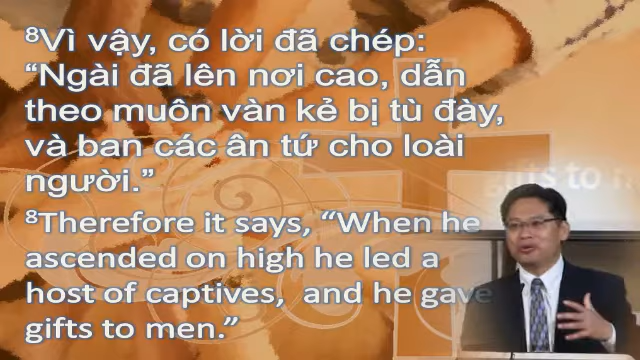 ⁸Vì vậy, có lời đã chép:
“Ngài đã lên nơi cao, dẫn
theo muôn vàn kẻ bị tù đày,
và ban các ân tứ cho loài
người.”
⁸Therefore it says, “When he
ascended on high he led a
host of captives,  and he gave
gifts to men.”
gifts to